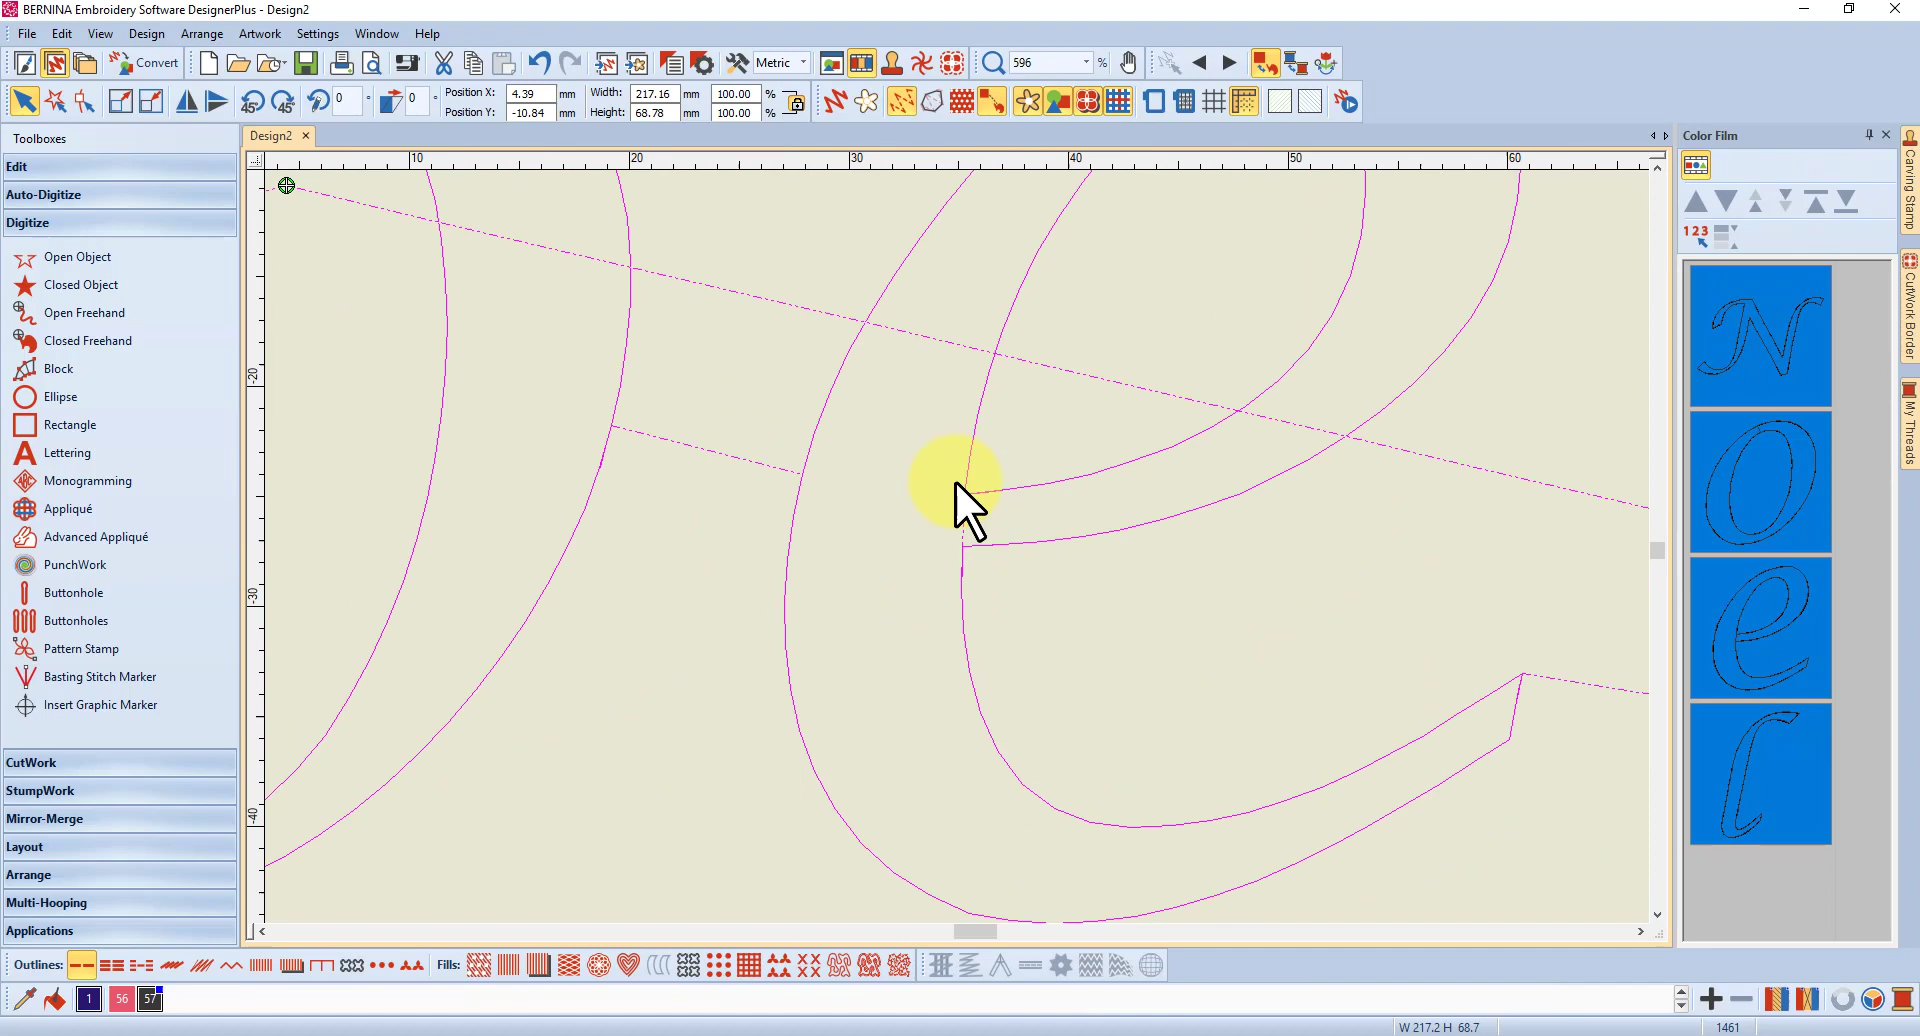 BERNINA Embroidery Software DesignerPlus - Design2
File Edit View Design Arrange Artwork Settings Window Help
Convert Metric 596 %
45° 45° 0 ° 0 ° Position X: 4.39 mm Width: 217.16 mm 100.00 %
Position Y: -10.84 mm Height: 68.78 mm 100.00 %
Toolboxes
Design2
Color Film
Edit
Auto-Digitize
Digitize
Open Object
Closed Object
Open Freehand
Closed Freehand
Block
Ellipse
Rectangle
Lettering
Monogramming
Appliqué
Advanced Appliqué
PunchWork
Buttonhole
Buttonholes
Pattern Stamp
Basting Stitch Marker
Insert Graphic Marker
CutWork
StumpWork
Mirror-Merge
Layout
Arrange
Multi-Hooping
Applications
10 20 30 40 50 60
-20
-30
-40
1 2 3
N
O
e
l
Carving Stamp
CutWork Border
My Threads
Outlines: Fills:
1 56 57
W 217.2 H 68.7 1461